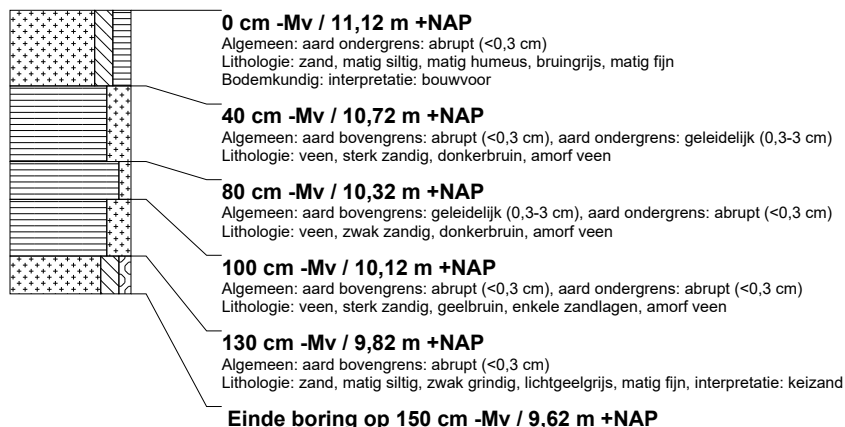 0 cm -Mv / 11,12 m +NAP
Algemeen: aard ondergrens: abrupt (<0,3 cm)
Lithologie: zand, matig siltig, matig humeus, bruingrijs, matig fijn
Bodemkundig: interpretatie: bouwvoor
40 cm -Mv / 10,72 m +NAP
Algemeen: aard bovengrens: abrupt (<0,3 cm), aard ondergrens: geleidelijk (0,3-3 cm)
Lithologie: veen, sterk zandig, donkerbruin, amorf veen
80 cm -Mv / 10,32 m +NAP
Algemeen: aard bovengrens: geleidelijk (0,3-3 cm), aard ondergrens: abrupt (<0,3 cm)
Lithologie: veen, zwak zandig, donkerbruin, amorf veen
100 cm -Mv / 10,12 m +NAP
Algemeen: aard bovengrens: abrupt (<0,3 cm), aard ondergrens: abrupt (<0,3 cm)
Lithologie: veen, sterk zandig, geelbruin, enkele zandlagen, amorf veen
130 cm -Mv / 9,82 m +NAP
Algemeen: aard bovengrens: abrupt (<0,3 cm)
Lithologie: zand, matig siltig, zwak grindig, lichtgeelgrijs, matig fijn, interpretatie: keizand
Einde boring op 150 cm -Mv / 9,62 m +NAP